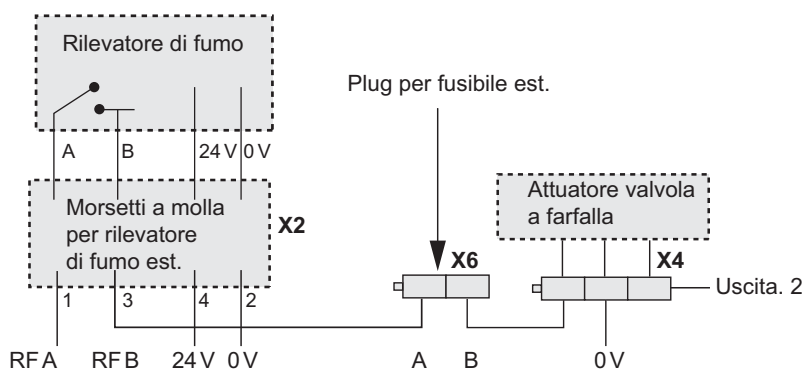 Rilevatore di fumo
A B 24 V 0 V
Plug per fusibile est.
Morsetti a molla
per rilevatore
di fumo est.
X2
Attuatore valvola
a farfalla
X6
X4
Uscita. 2
1 3 4 2
RF A RF B 24 V 0 V A B 0 V